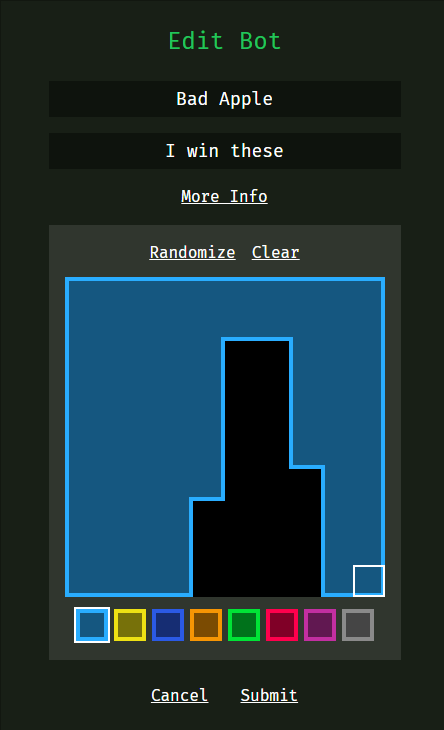 Edit Bot
Bad Apple
I win these
More Info
Randomize Clear
Cancel Submit